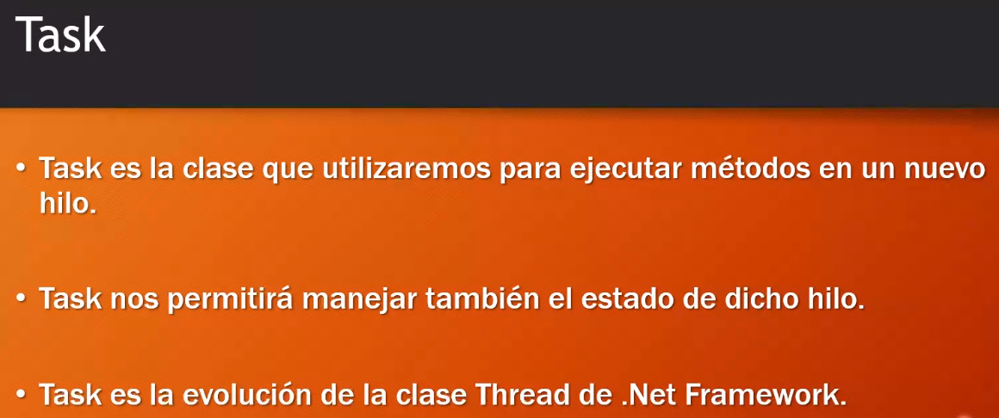 Task
• Task es la clase que utilizaremos para ejecutar métodos en un nuevo
hilo.
• Task nos permitirá manejar también el estado de dicho hilo.
• Task es la evolución de la clase Thread de .Net Framework.